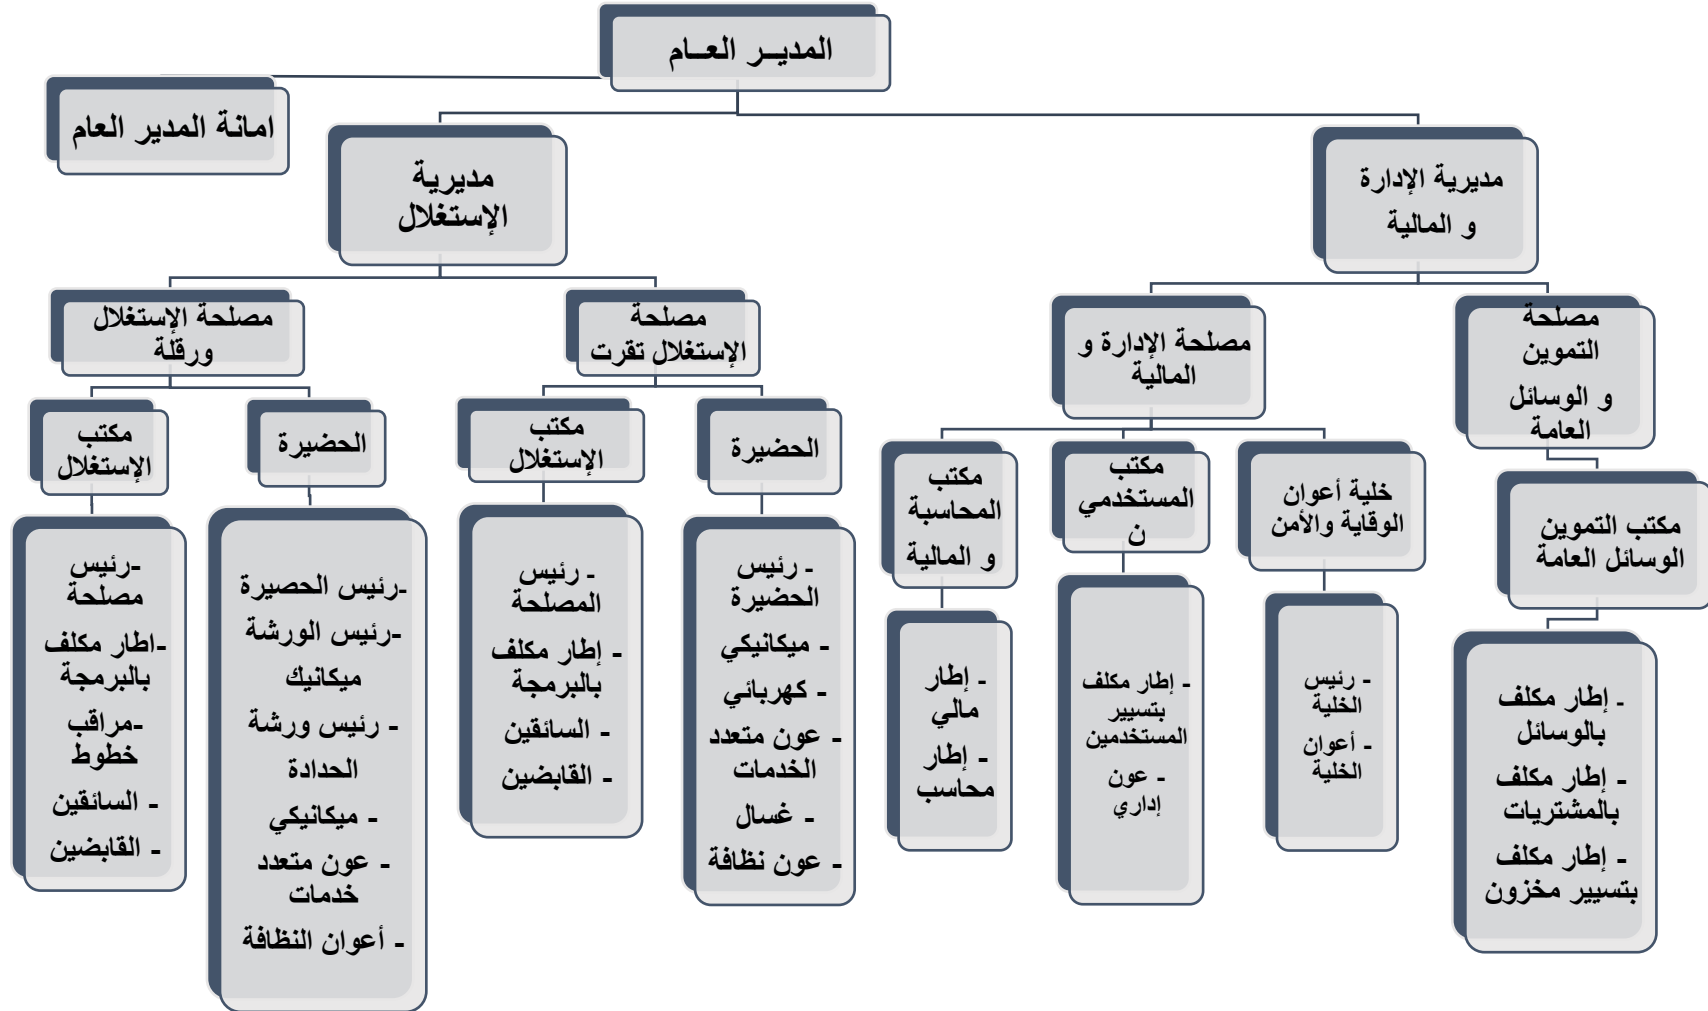 المديــر العــام
امانة المدير العام
مديرية الإدارة
و المالية
مديرية
الإستغلال
مصلحة
التموين
و الوسائل
العامة
مصلحة الإدارة و
المالية
مصلحة
الإستغلال تقرت
مصلحة الإستغلال
ورقلة
مكتب التموين
الوسائل العامة
خلية أعوان
الوقاية والأمن
مكتب
المستخدمي
ن
مكتب
المحاسبة
و المالية
الحضيرة
مكتب
الإستغلال
الحضيرة
مكتب
الإستغلال
- إطار مكلف
بالوسائل
- إطار مكلف
بالمشتريات
- إطار مكلف
بتسيير مخزون
- رئيس
الخلية
- أعوان
الخلية
- إطار مكلف
بتسيير
المستخدمين
- عون
إداري
- إطار
مالي
- إطار
محاسب
- رئيس
الحضيرة
- ميكانيكي
- كهربائي
- عون متعدد
الخدمات
- غسال
- عون نظافة
- رئيس
المصلحة
- إطار مكلف
بالبرمجة
- السائقين
- القابضين
-رئيس الحصيرة
-رئيس الورشة
ميكانيك
- رئيس ورشة
الحدادة
- ميكانيكي
- عون متعدد
خدمات
- أعوان النظافة
-رئيس
مصلحة
-اطار مكلف
بالبرمجة
-مراقب
خطوط
- السائقين
- القابضين